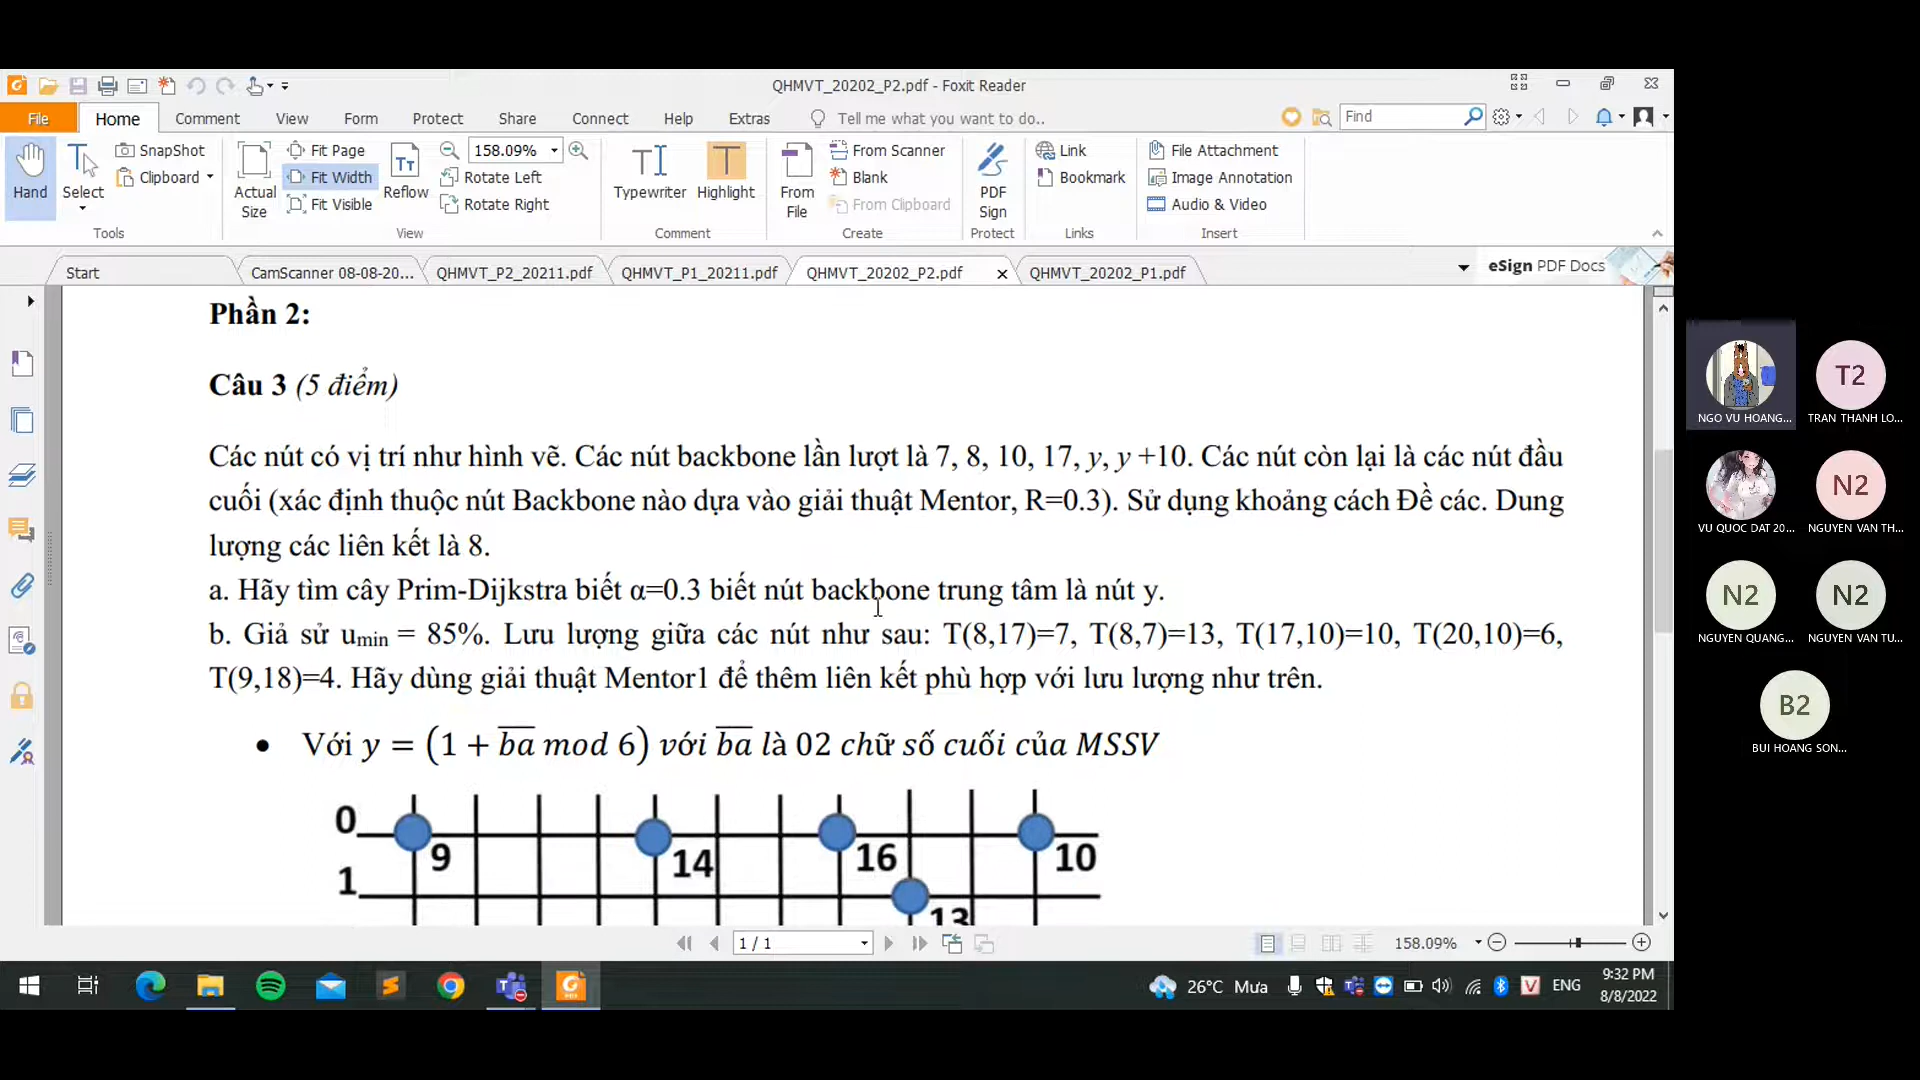 QHMVT_20202_P2.pdf - Foxit Reader
File Home Comment View Form Protect Share Connect Help Extras Tell me what you want to do.. Find
Hand Select SnapShot Clipboard Tools
Actual Size Fit Page Fit Width Fit Visible Reflow 158.09% Rotate Left Rotate Right View
Typewriter Highlight Comment
From File From Scanner Blank From Clipboard Create
PDF Sign Protect
Link Bookmark Links
File Attachment Image Annotation Audio & Video Insert
Start CamScanner 08-08-20... QHMVT_P2_20211.pdf QHMVT_P1_20211.pdf QHMVT_20202_P2.pdf QHMVT_20202_P1.pdf eSign PDF Docs
Phần 2:
Câu 3 (5 điểm)
Các nút có vị trí như hình vẽ. Các nút backbone lần lượt là 7, 8, 10, 17, y, y +10. Các nút còn lại là các nút đầu
cuối (xác định thuộc nút Backbone nào dựa vào giải thuật Mentor, R=0.3). Sử dụng khoảng cách Đề các. Dung
lượng các liên kết là 8.
a. Hãy tìm cây Prim-Dijkstra biết α=0.3 biết nút backbone trung tâm là nút y.
b. Giả sử umin = 85%. Lưu lượng giữa các nút như sau: T(8,17)=7, T(8,7)=13, T(17,10)=10, T(20,10)=6,
T(9,18)=4. Hãy dùng giải thuật Mentor1 để thêm liên kết phù hợp với lưu lượng như trên.
• Với y = (1 + b̅a̅ mod 6) với b̅a̅ là 02 chữ số cuối của MSSV
0
9 14 16 10
1
13
1 / 1 158.09%
26°C Mưa ENG 9:32 PM
8/8/2022
NGO VU HOANG...
T2
TRAN THANH LO...
VU QUOC DAT 20...
N2
NGUYEN VAN TH...
N2
NGUYEN QUANG...
N2
NGUYEN VAN TU...
B2
BUI HOANG SON...